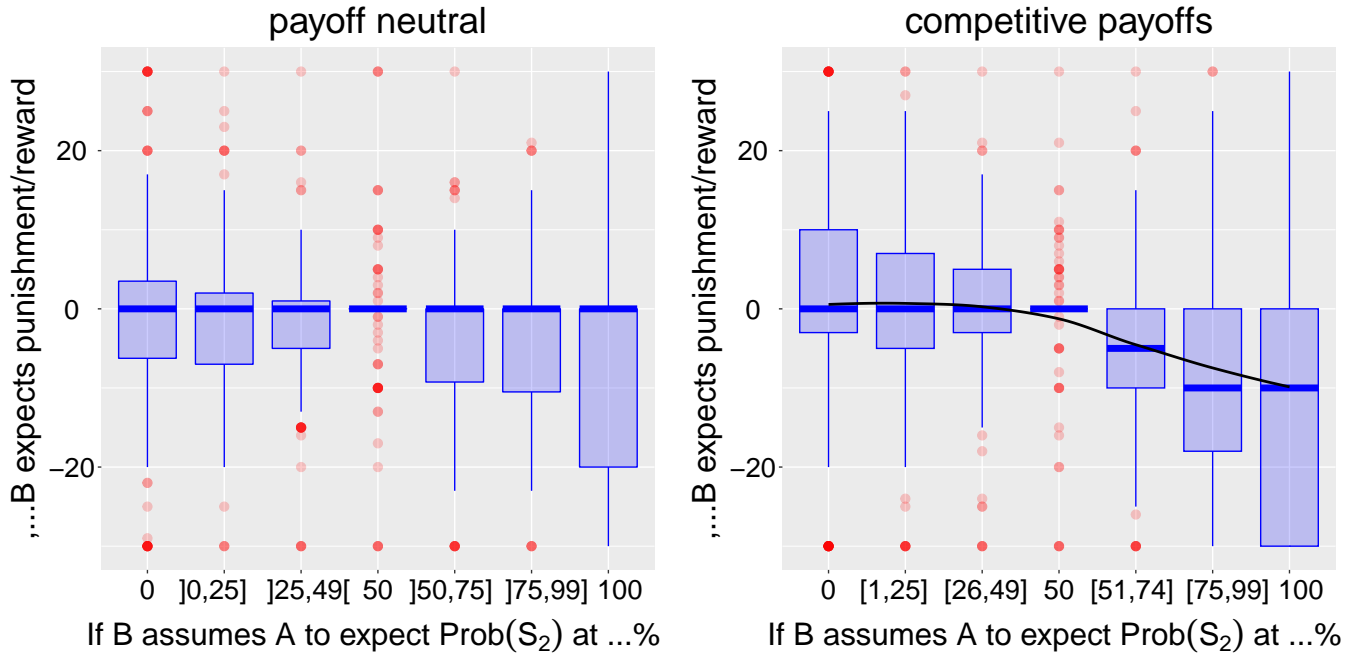 payoff neutral
,...B expects punishment/reward
20
0
−20
0 ]0,25] ]25,49[ 50 ]50,75] ]75,99] 100
If B assumes A to expect Prob(S₂) at ...%
competitive payoffs
,...B expects punishment/reward
20
0
−20
0 [1,25] [26,49] 50 [51,74] [75,99] 100
If B assumes A to expect Prob(S₂) at ...%